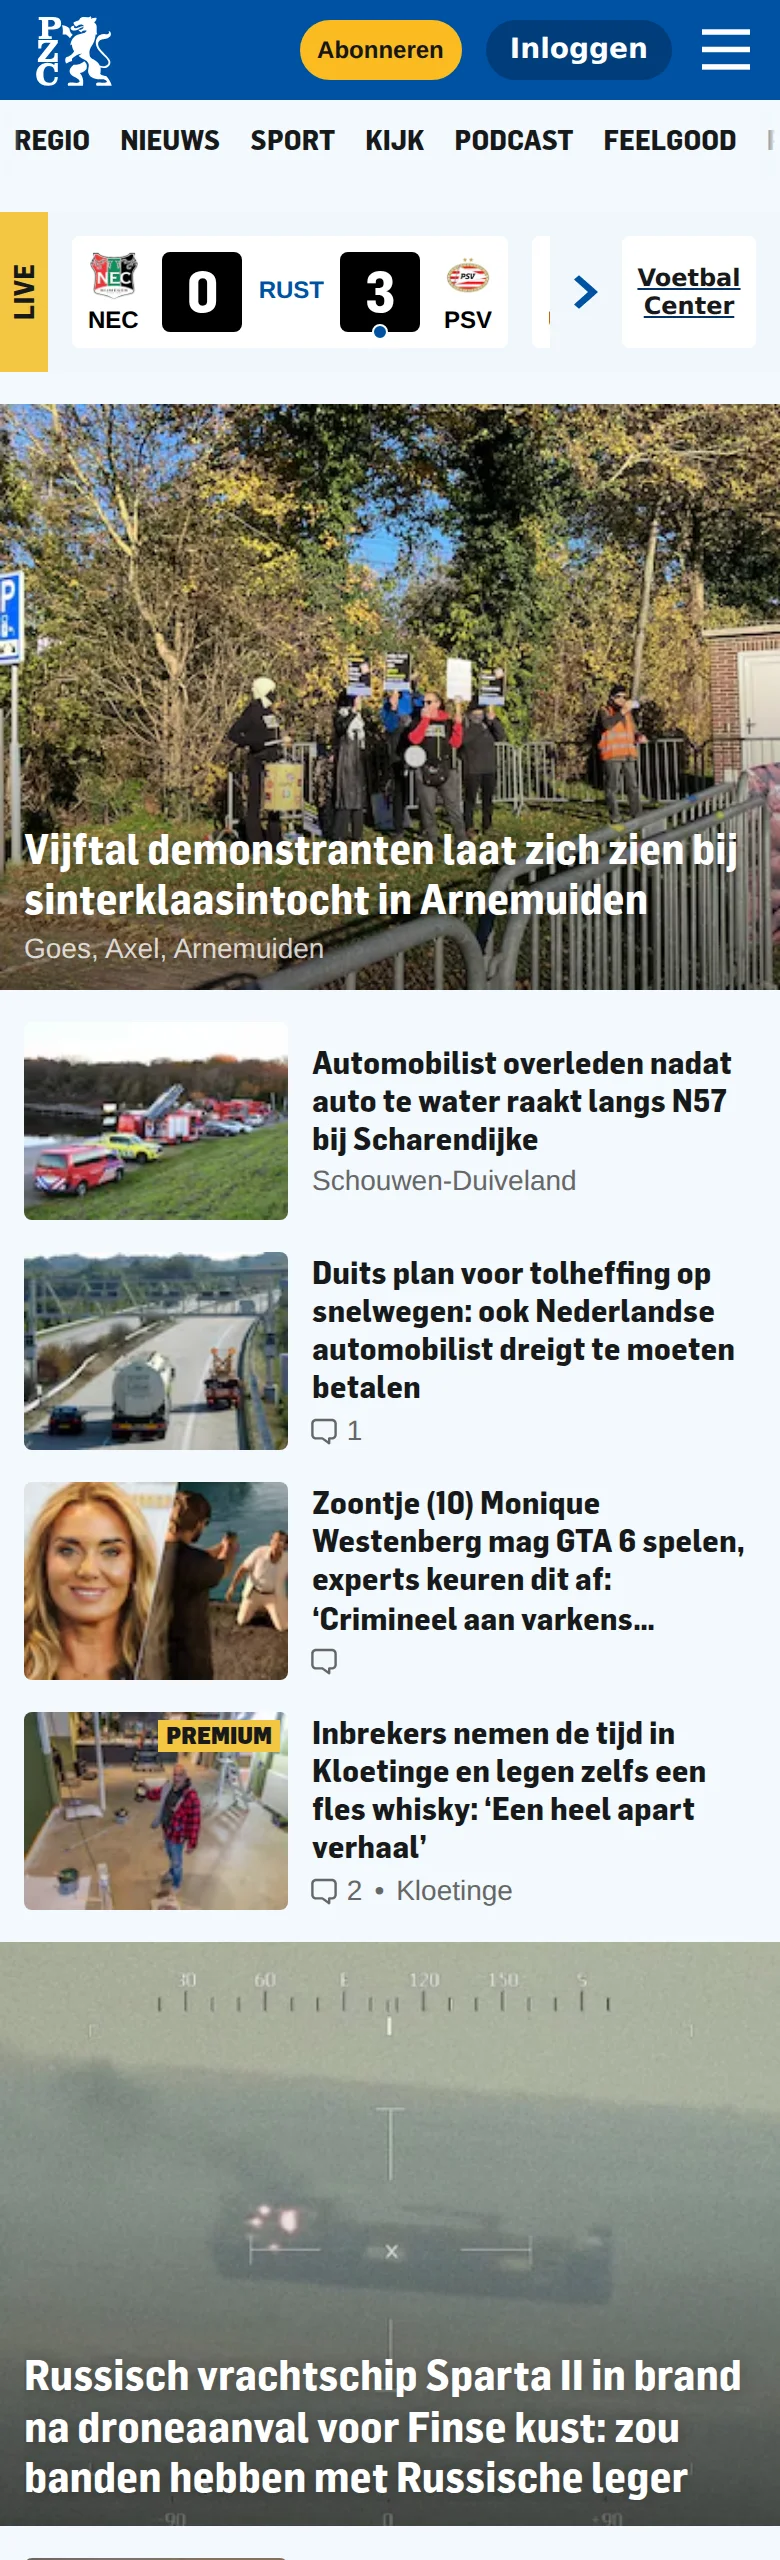 PZC
Abonneren
Inloggen
REGIO NIEUWS SPORT KIJK PODCAST FEELGOOD
LIVE
NEC
NEC
0
RUST
3
PSV
PSV
Voetbal
Center
P
Vijftal demonstranten laat zich zien bij
sinterklaasintocht in Arnemuiden
Goes, Axel, Arnemuiden
Automobilist overleden nadat
auto te water raakt langs N57
bij Scharendijke
Schouwen-Duiveland
Duits plan voor tolheffing op
snelwegen: ook Nederlandse
automobilist dreigt te moeten
betalen
1
Zoontje (10) Monique
Westenberg mag GTA 6 spelen,
experts keuren dit af:
‘Crimineel aan varkens...
PREMIUM
Inbrekers nemen de tijd in
Kloetinge en legen zelfs een
fles whisky: ‘Een heel apart
verhaal’
2 • Kloetinge
30 60 E 120 150 S
Russisch vrachtschip Sparta II in brand
na droneaanval voor Finse kust: zou
banden hebben met Russische leger
-90 0 +90